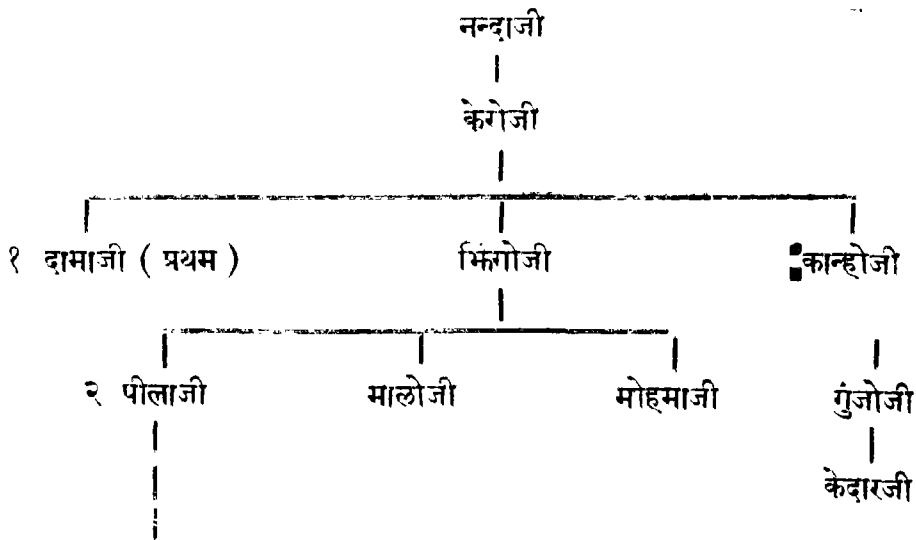 नन्दाजी
केरोजी
१ दामाजी ( प्रथम ) झिंगोजी कान्होजी
२ पीलाजी मालोजी मोहमाजी गुंजोजी
केदारजी